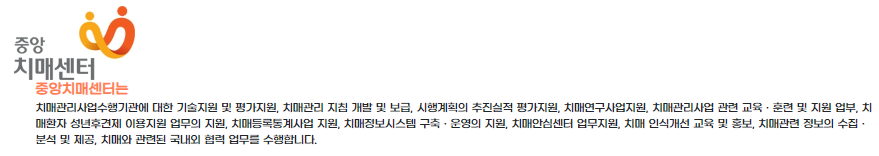 중앙
치매센터
중앙치매센터는
치매관리사업수행기관에 대한 기술지원 및 평가지원, 치매관리 지침 개발 및 보급, 시행계획의 추진실적 평가지원, 치매연구사업지원, 치매관리사업 관련 교육 · 훈련 및 지원 업부, 치
매환자 성년후견제 이용지원 업무의 지원, 치매등록통계사업 지원, 치매정보시스템 구축 · 운영의 지원, 치매안심센터 업무지원, 치매 인식개선 교육 및 홍보, 치매관련 정보의 수집 ·
분석 및 제공, 치매와 관련된 국내외 협력 업무를 수행합니다.